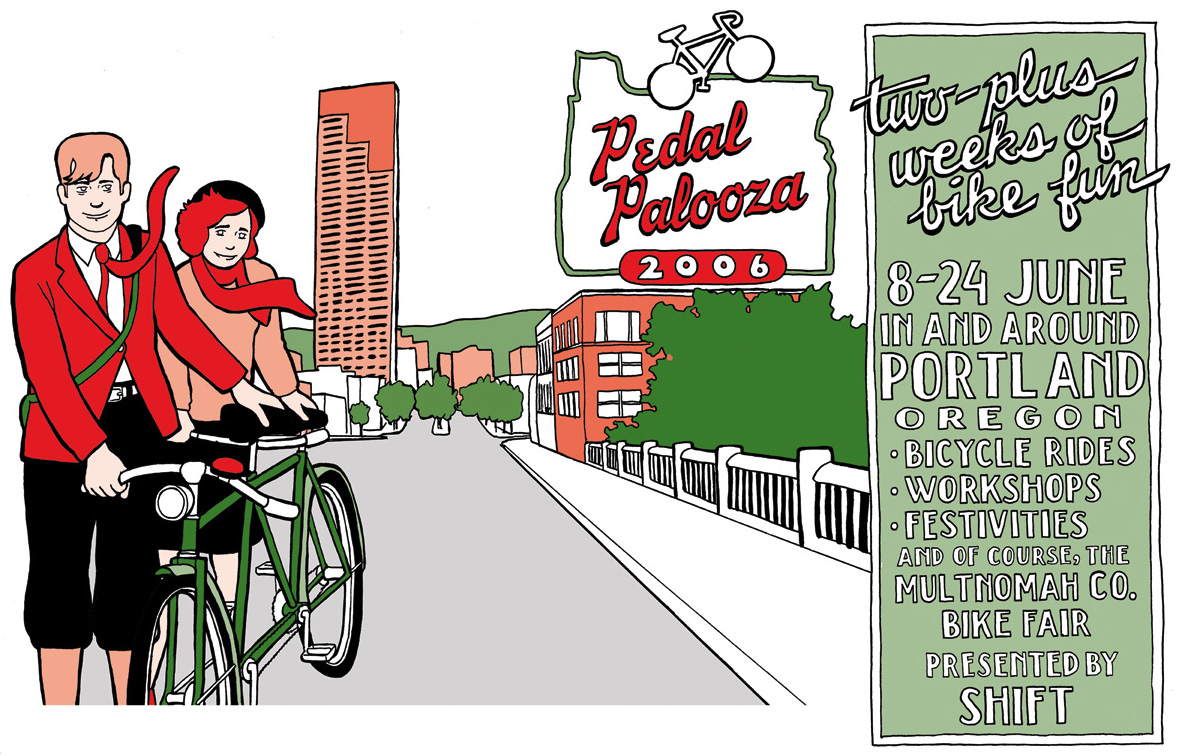 Pedal
Palooza
2006
two-plus
weeks of
bike fun
8-24 JUNE
IN AND AROUND
PORTLAND
OREGON
• BICYCLE RIDES
• WORKSHOPS
• FESTIVITIES
AND OF COURSE, THE
MULTNOMAH CO.
BIKE FAIR
PRESENTED BY
SHIFT